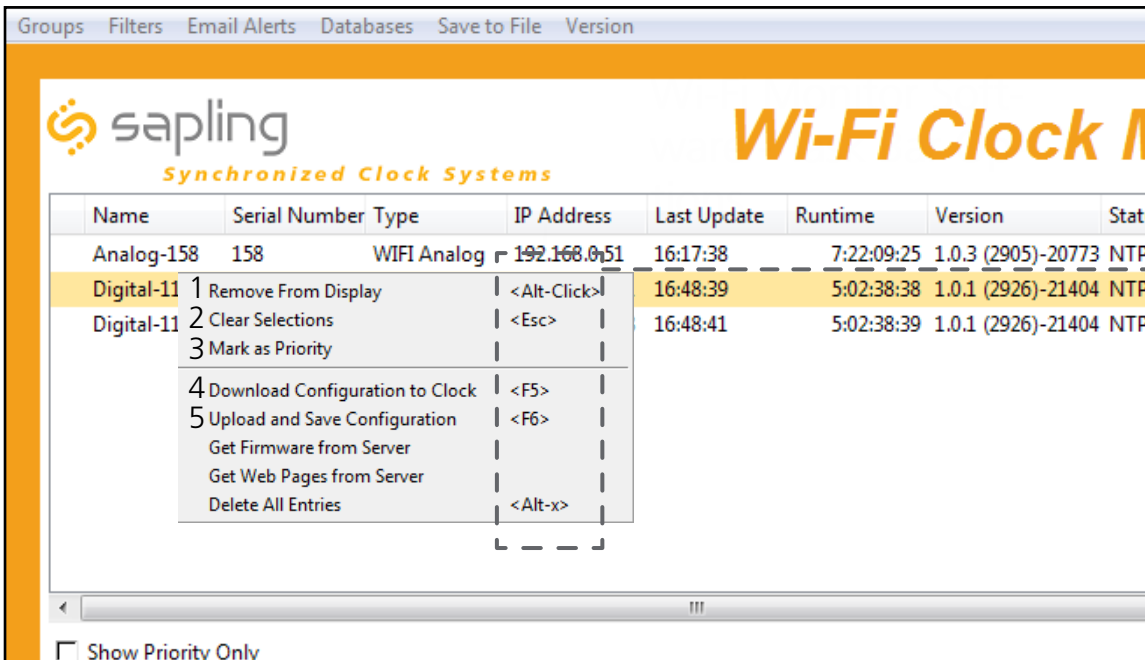 Groups Filters Email Alerts Databases Save to File Version
sapling
Synchronized Clock Systems
Wi-Fi Clock
Name Serial Number Type IP Address Last Update Runtime Version Stat
Analog-158 158 WIFI Analog 192.168.0.51 16:17:38 7:22:09:25 1.0.3 (2905)-20773 NTP
Digital-11 16:48:39 5:02:38:38 1.0.1 (2926)-21404 NTP
Digital-11 16:48:41 5:02:38:39 1.0.1 (2926)-21404 NTP
1 Remove From Display <Alt-Click>
2 Clear Selections <Esc>
3 Mark as Priority
4 Download Configuration to Clock <F5>
5 Upload and Save Configuration <F6>
Get Firmware from Server
Get Web Pages from Server
Delete All Entries <Alt-x>
Show Priority Only